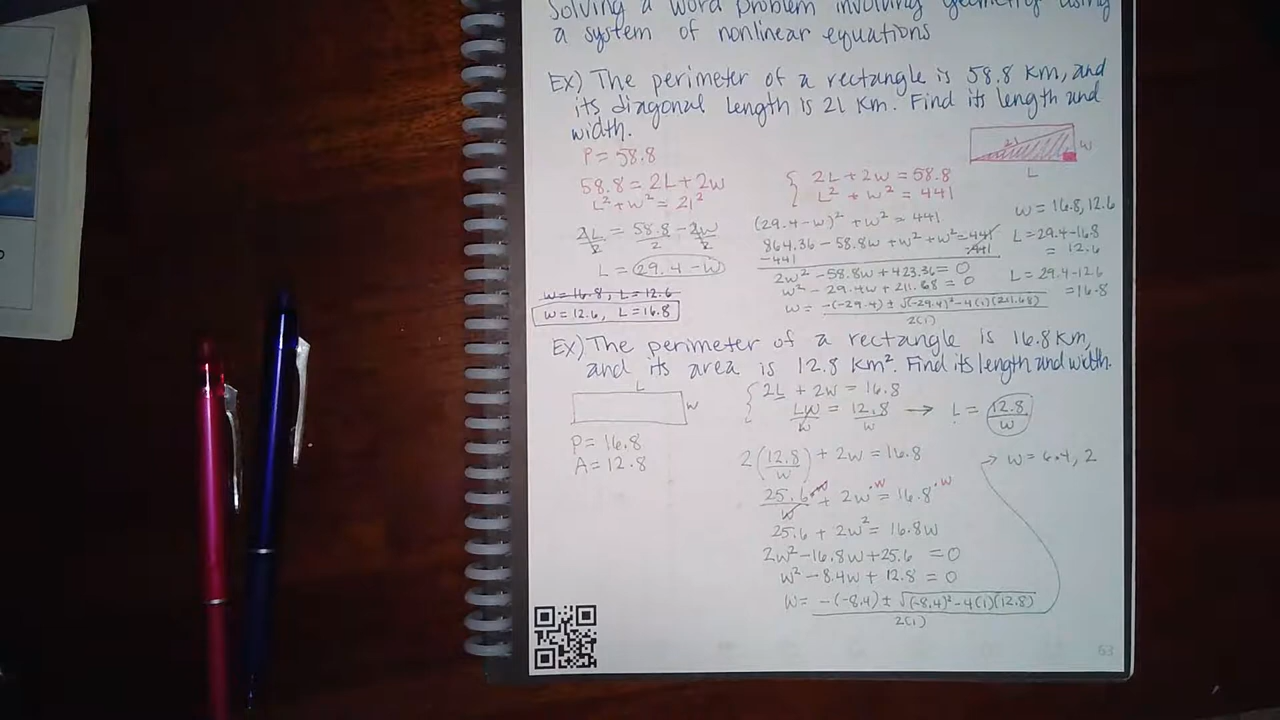 Solving a word problem involving geometry using
a system of nonlinear equations
Ex) The perimeter of a rectangle is 58.8 km, and
its diagonal length is 21 km. Find its length and
width.
P = 58.8
58.8 = 2L + 2w
L² + w² = 21²
2L/2 = 58.8/2 - 2w/2
L = 29.4 - w
w = 16.8, L = 12.6
w = 12.6, L = 16.8
{ 2L + 2w = 58.8
L² + w² = 441
(29.4 - w)² + w² = 441
864.36 - 58.8w + w² + w² = 441
-441 -441
2w² - 58.8w + 423.36 = 0
w² - 29.4w + 211.68 = 0
w = -(-29.4) ± √(-29.4)² - 4(1)(211.68)
2(1)
21
w
L
w = 16.8, 12.6
L = 29.4 - 16.8
= 12.6
L = 29.4 - 12.6
= 16.8
Ex) The perimeter of a rectangle is 16.8 km,
and its area is 12.8 km². Find its length and width.
L
w
P = 16.8
A = 12.8
{ 2L + 2w = 16.8
Lw/w = 12.8/w → L = 12.8/w
2(12.8/w) + 2w = 16.8
25.6/w ·w + 2w ·w = 16.8 ·w
25.6 + 2w² = 16.8w
2w² - 16.8w + 25.6 = 0
w² - 8.4w + 12.8 = 0
w = -(-8.4) ± √(-8.4)² - 4(1)(12.8)
2(1)
→ w = 6.4, 2
63